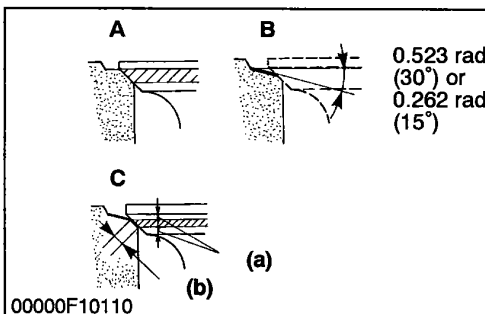 A
B
0.523 rad
(30°) or
0.262 rad
(15°)
C
(a)
(b)
00000F10110